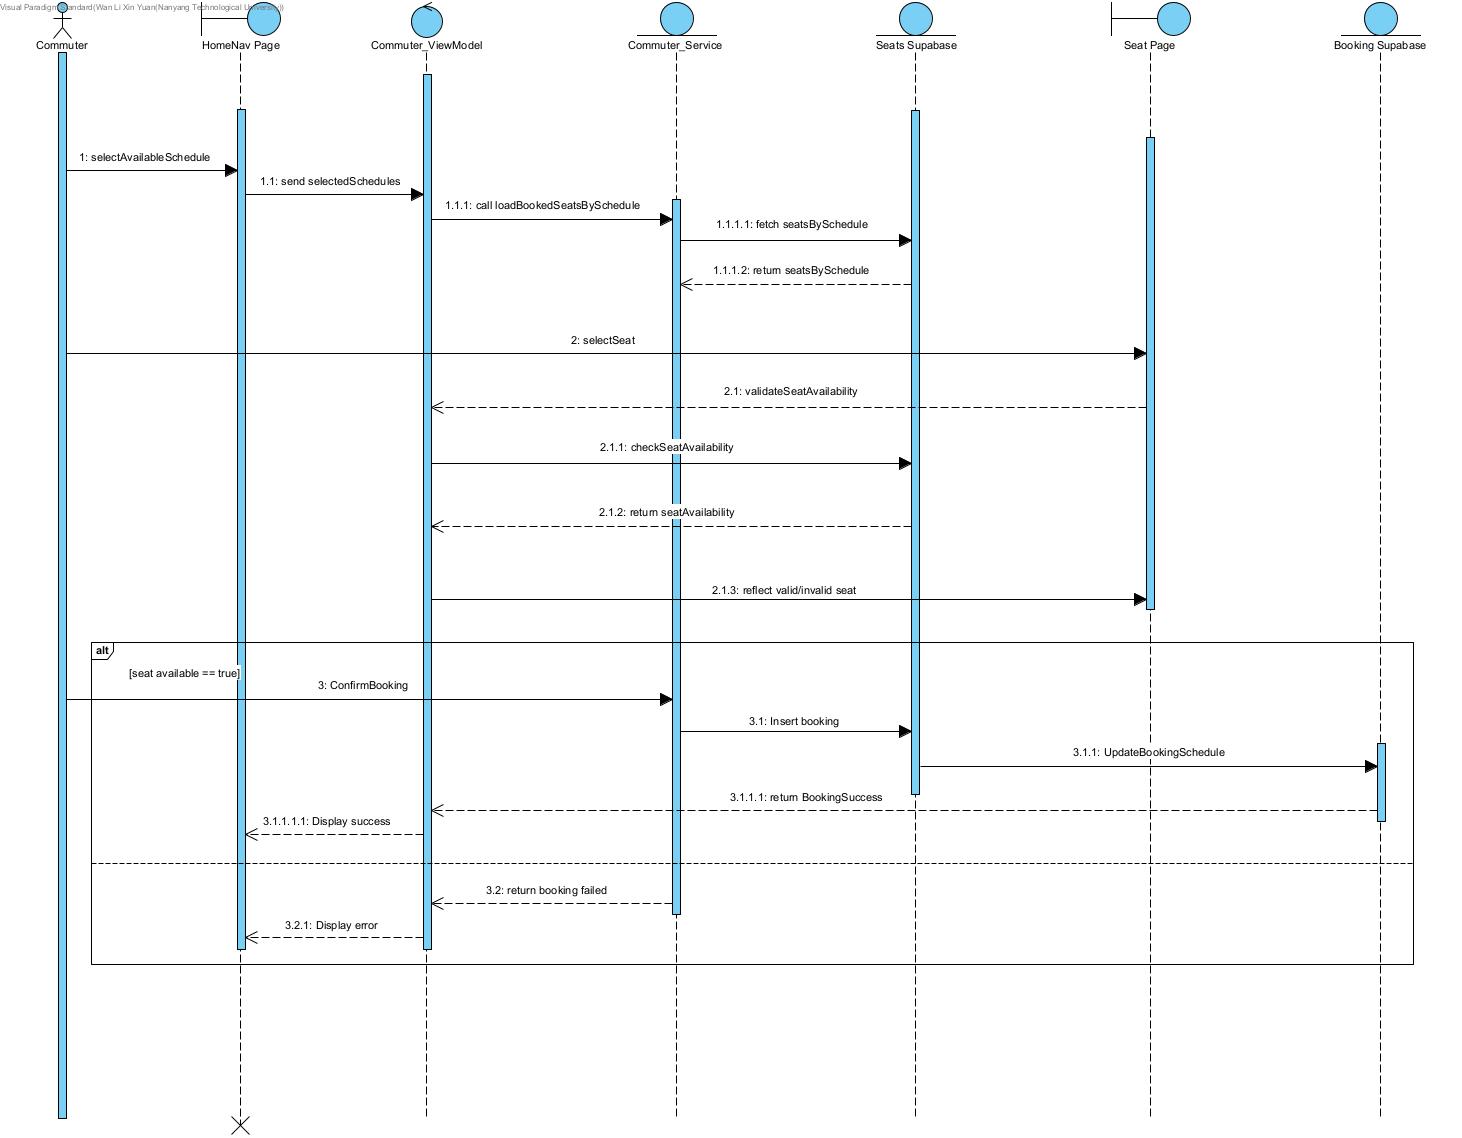 Visual Paradigm Standard(Wan Li Xin Yuan(Nanyang Technological University))
Commuter
HomeNav Page
Commuter_ViewModel
Commuter_Service
Seats Supabase
Seat Page
Booking Supabase
1: selectAvailableSchedule
1.1: send selectedSchedules
1.1.1: call loadBookedSeatsBySchedule
1.1.1.1: fetch seatsBySchedule
1.1.1.2: return seatsBySchedule
2: selectSeat
2.1: validateSeatAvailability
2.1.1: checkSeatAvailability
2.1.2: return seatAvailability
2.1.3: reflect valid/invalid seat
alt
[seat available == true]
3: ConfirmBooking
3.1: Insert booking
3.1.1: UpdateBookingSchedule
3.1.1.1: return BookingSuccess
3.1.1.1.1: Display success
3.2: return booking failed
3.2.1: Display error